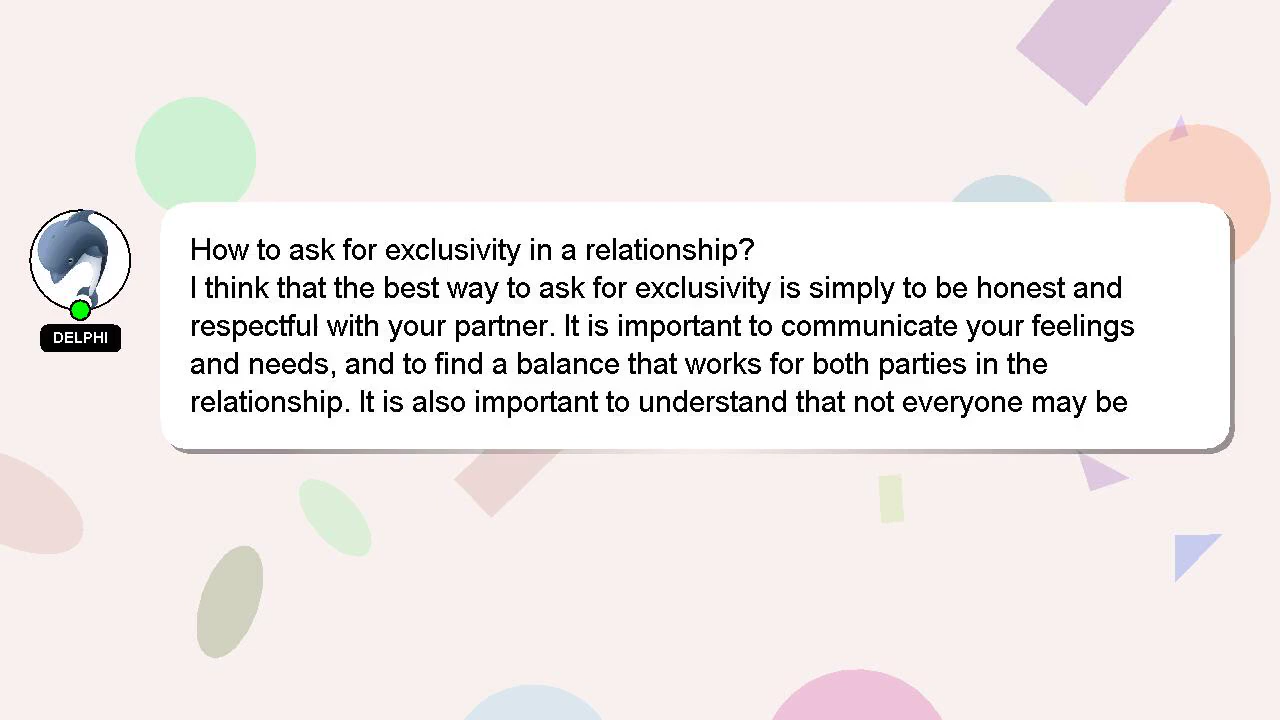 How to ask for exclusivity in a relationship?
I think that the best way to ask for exclusivity is simply to be honest and
respectful with your partner. It is important to communicate your feelings
and needs, and to find a balance that works for both parties in the
relationship. It is also important to understand that not everyone may be
DELPHI